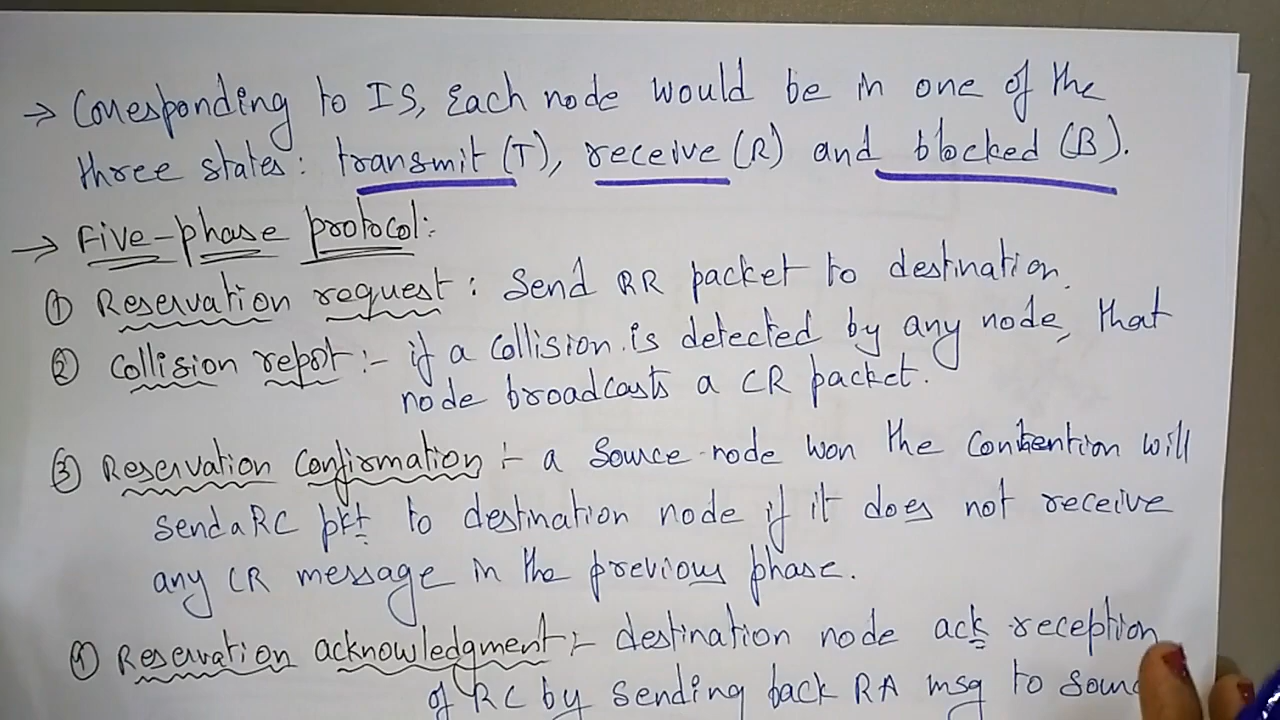 → Corresponding to IS, Each node would be in one of the
three states: transmit (T), receive (R) and blocked (B).
→ Five-phase protocol:
① Reservation request: Send RR packet to destination.
② Collision repot:- if a collision is detected by any node, that
node broadcasts a CR packet.
③ Reservation Confirmation :- a Source node won the Contention will
send a RC pkt to destination node if it does not receive
any CR message in the previous phase.
④ Reservation acknowledgment:- destination node ack reception
of RC by sending back RA msg to